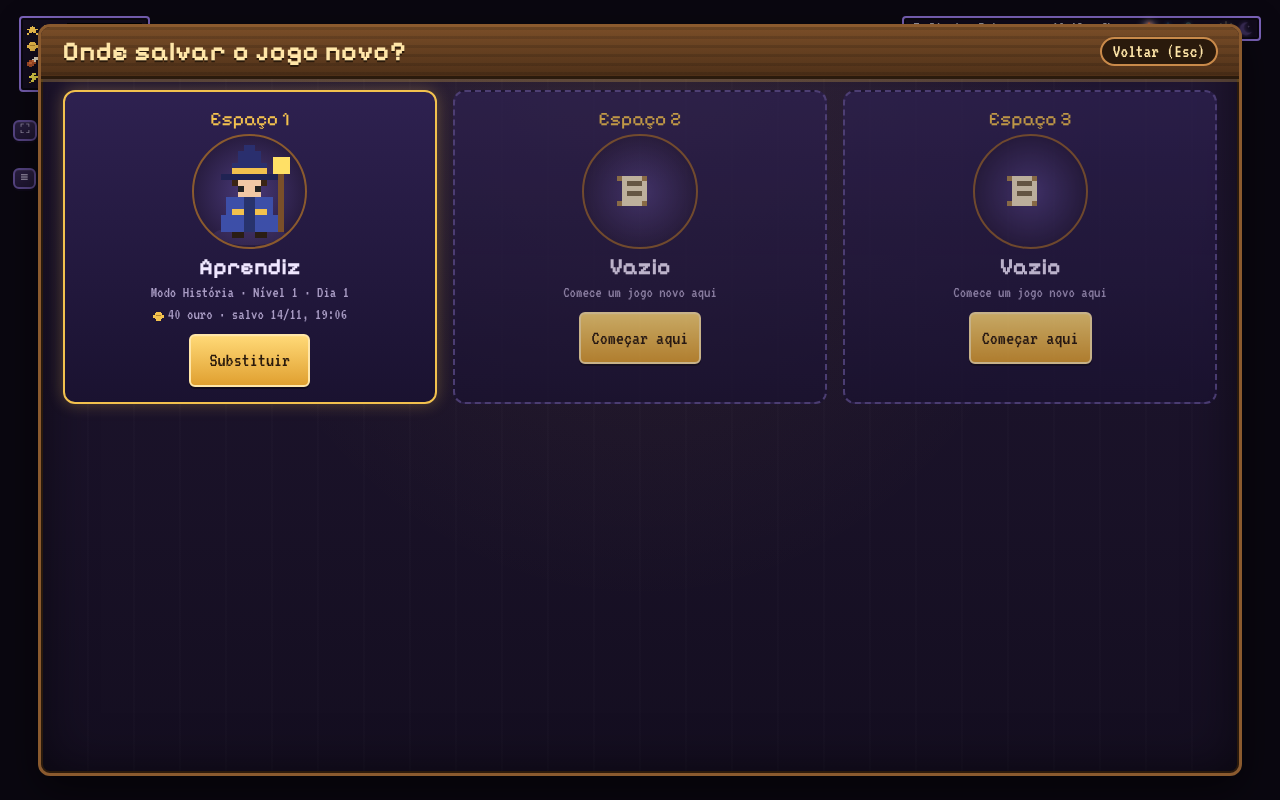 Onde salvar o jogo novo?
Voltar (Esc)
Espaço 1
Aprendiz
Modo História · Nível 1 · Dia 1
40 ouro · salvo 14/11, 19:06
Substituir
Espaço 2
Vazio
Comece um jogo novo aqui
Começar aqui
Espaço 3
Vazio
Comece um jogo novo aqui
Começar aqui